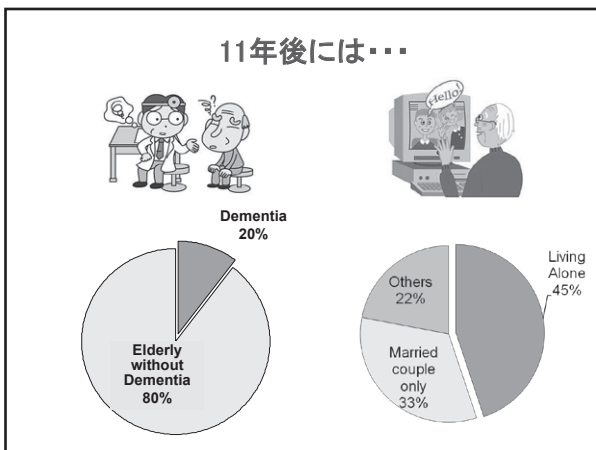 11年後には・・・
Hello!
Dementia
20%
Elderly
without
Dementia
80%
Living
Alone
45%
Others
22%
Married
couple
only
33%